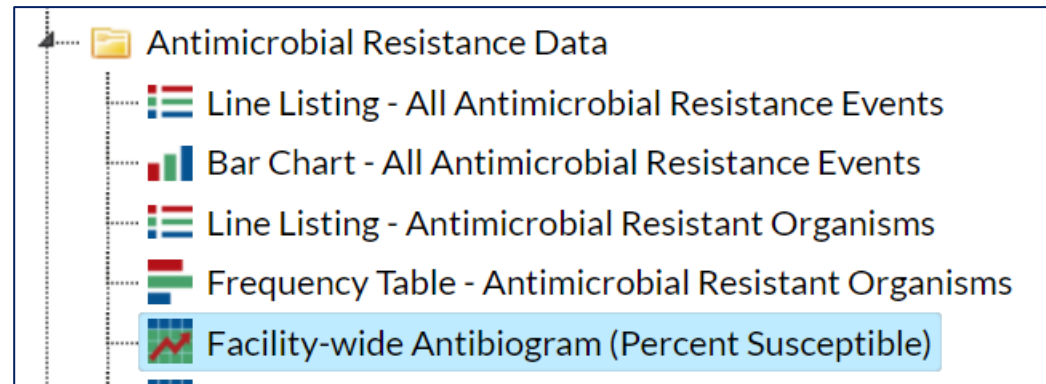 Antimicrobial Resistance Data
Line Listing - All Antimicrobial Resistance Events
Bar Chart - All Antimicrobial Resistance Events
Line Listing - Antimicrobial Resistant Organisms
Frequency Table - Antimicrobial Resistant Organisms
Facility-wide Antibiogram (Percent Susceptible)